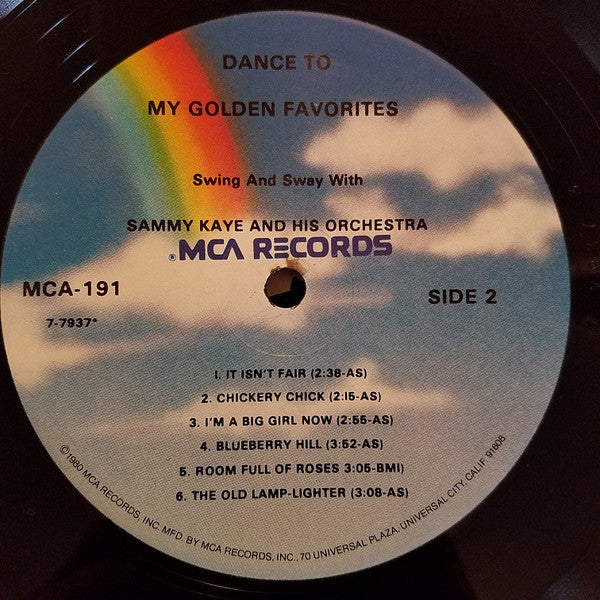 DANCE TO
MY GOLDEN FAVORITES
Swing And Sway With
SAMMY KAYE AND HIS ORCHESTRA
®MCA RECORDS
MCA-191
SIDE 2
7-7937*
1. IT ISN'T FAIR (2:38-AS)
2. CHICKERY CHICK (2:15-AS)
3. I'M A BIG GIRL NOW (2:55-AS)
4. BLUEBERRY HILL (3:52-AS)
5. ROOM FULL OF ROSES 3:05-BMI)
6. THE OLD LAMP-LIGHTER (3:08-AS)
©1980 MCA RECORDS, INC. MFD. BY MCA RECORDS, INC., 70 UNIVERSAL PLAZA, UNIVERSAL CITY, CALIF. 91608